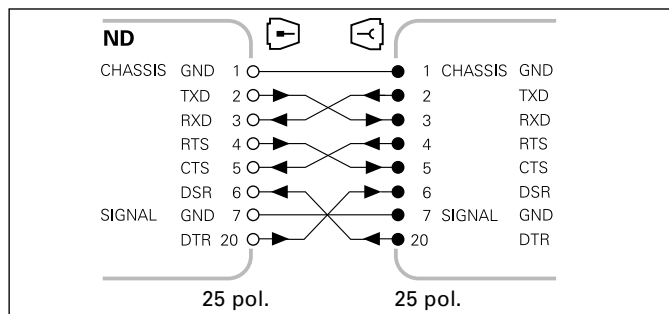 ND
CHASSIS GND 1 1 CHASSIS GND
TXD 2 2 TXD
RXD 3 3 RXD
RTS 4 4 RTS
CTS 5 5 CTS
DSR 6 6 DSR
SIGNAL GND 7 7 SIGNAL GND
DTR 20 20 DTR
25 pol. 25 pol.